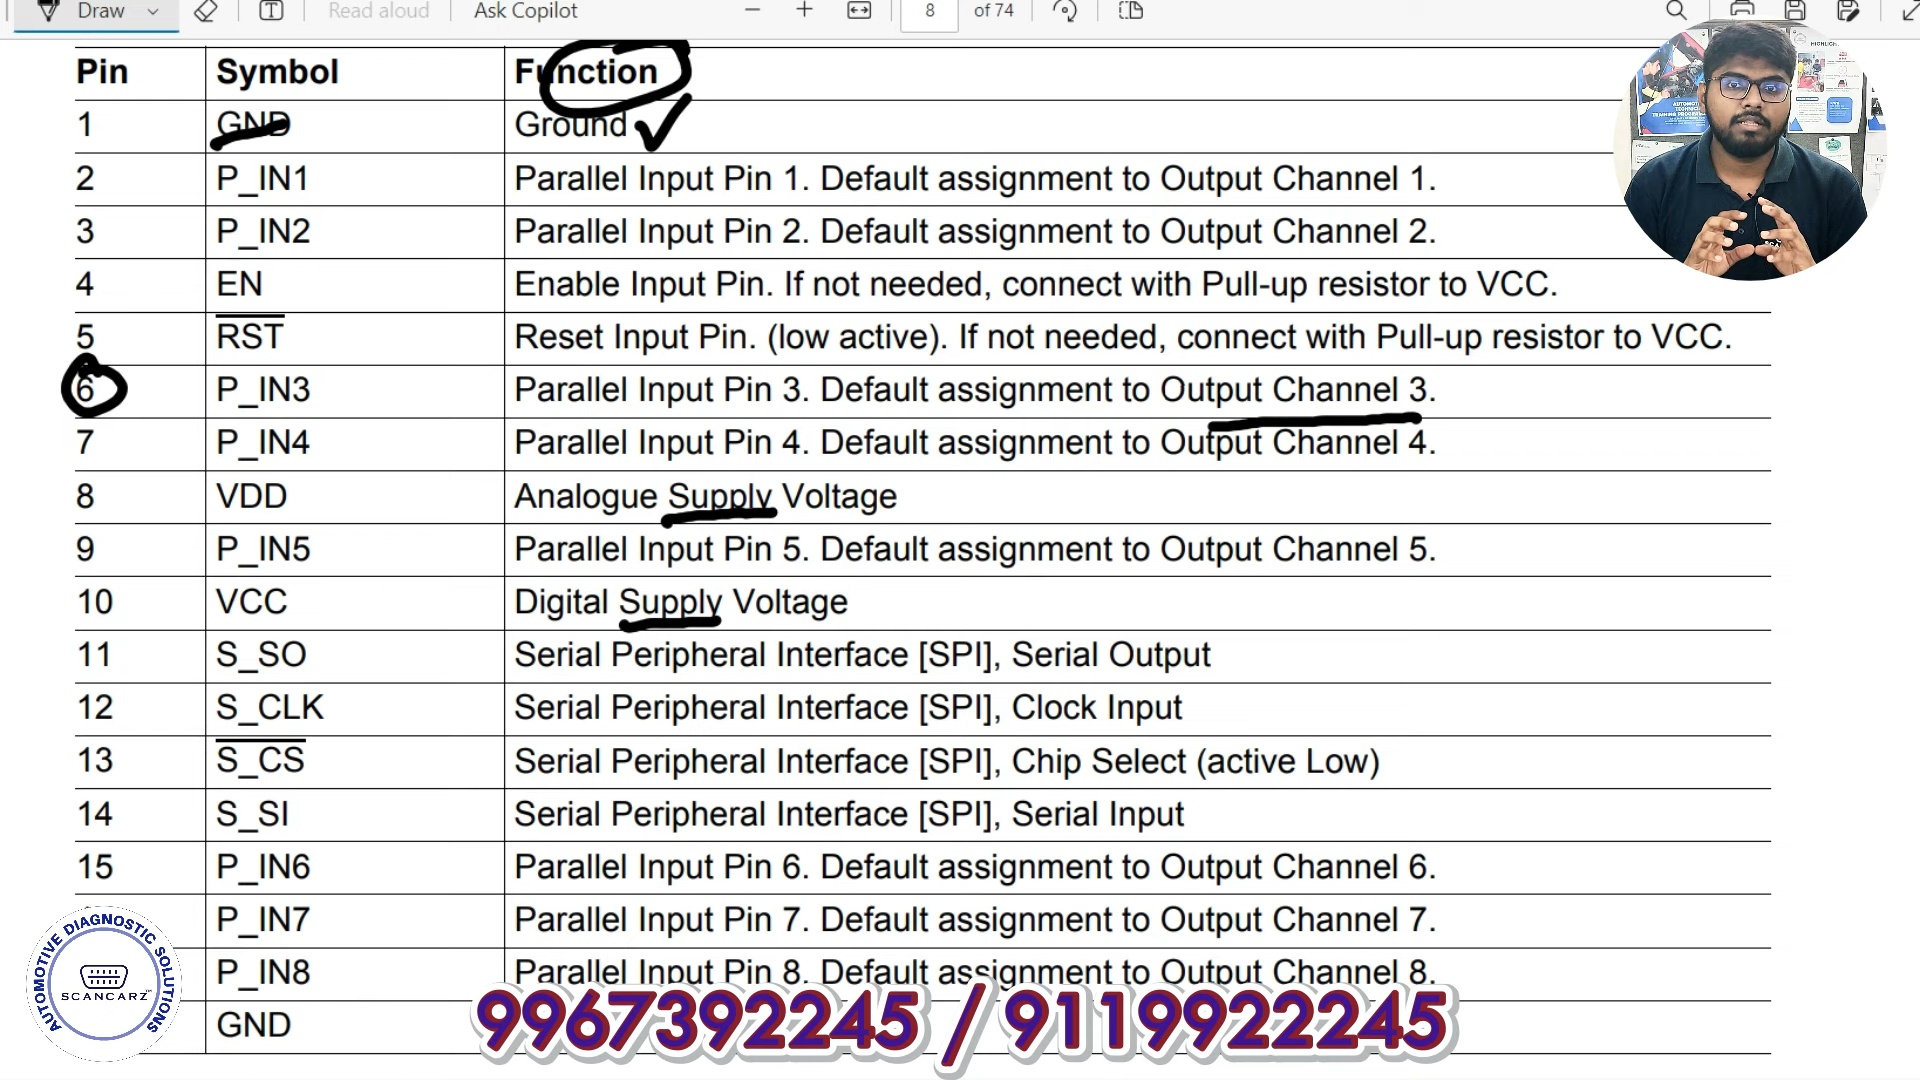 Draw Read aloud Ask Copilot 8 of 74
Pin Symbol Function
1 GND Ground
2 P_IN1 Parallel Input Pin 1. Default assignment to Output Channel 1.
3 P_IN2 Parallel Input Pin 2. Default assignment to Output Channel 2.
4 EN Enable Input Pin. If not needed, connect with Pull-up resistor to VCC.
5 RST Reset Input Pin. (low active). If not needed, connect with Pull-up resistor to VCC.
6 P_IN3 Parallel Input Pin 3. Default assignment to Output Channel 3.
7 P_IN4 Parallel Input Pin 4. Default assignment to Output Channel 4.
8 VDD Analogue Supply Voltage
9 P_IN5 Parallel Input Pin 5. Default assignment to Output Channel 5.
10 VCC Digital Supply Voltage
11 S_SO Serial Peripheral Interface [SPI], Serial Output
12 S_CLK Serial Peripheral Interface [SPI], Clock Input
13 S_CS Serial Peripheral Interface [SPI], Chip Select (active Low)
14 S_SI Serial Peripheral Interface [SPI], Serial Input
15 P_IN6 Parallel Input Pin 6. Default assignment to Output Channel 6.
P_IN7 Parallel Input Pin 7. Default assignment to Output Channel 7.
P_IN8 Parallel Input Pin 8. Default assignment to Output Channel 8.
GND
9967392245 / 9119922245
AUTOMOTIVE DIAGNOSTIC SOLUTIONS
SCANCARZ